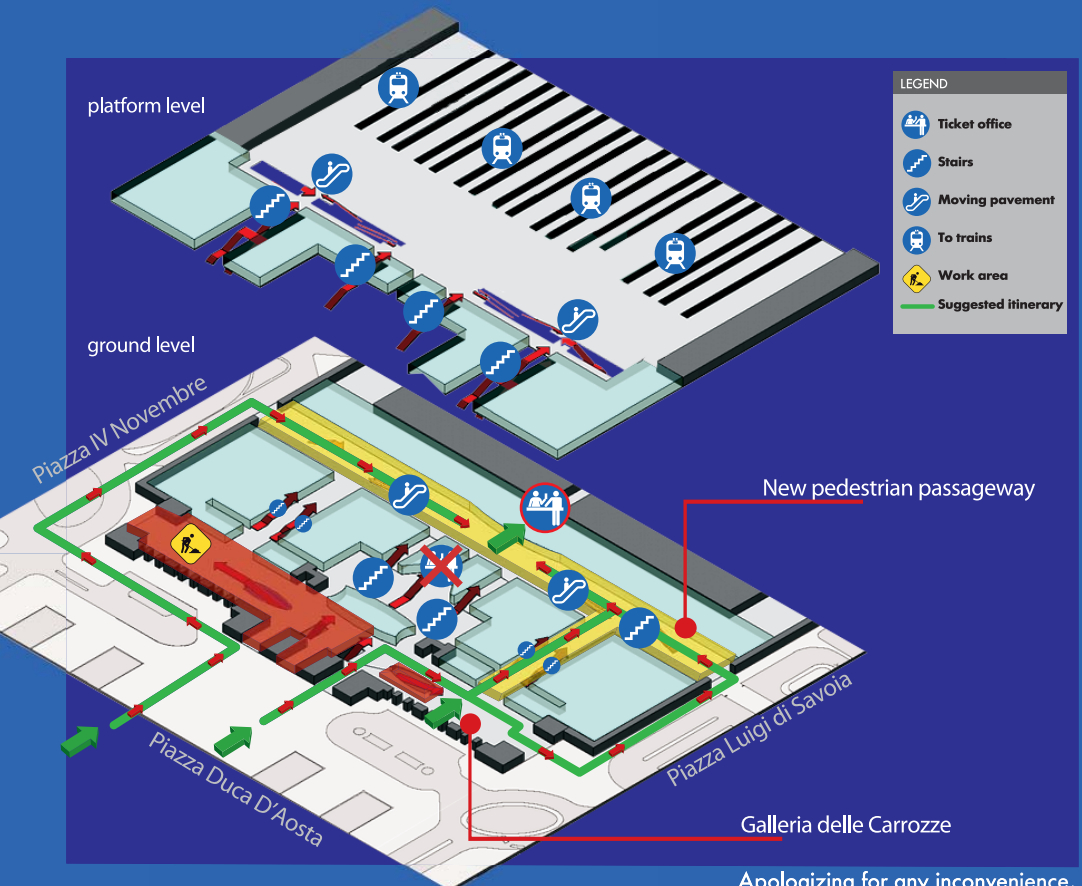 platform level
LEGEND
Ticket office
Stairs
Moving pavement
To trains
Work area
Suggested itinerary
ground level
Piazza IV Novembre
New pedestrian passageway
Piazza Luigi di Savoia
Piazza Duca D'Aosta
Galleria delle Carrozze
Apologizing for any inconvenience